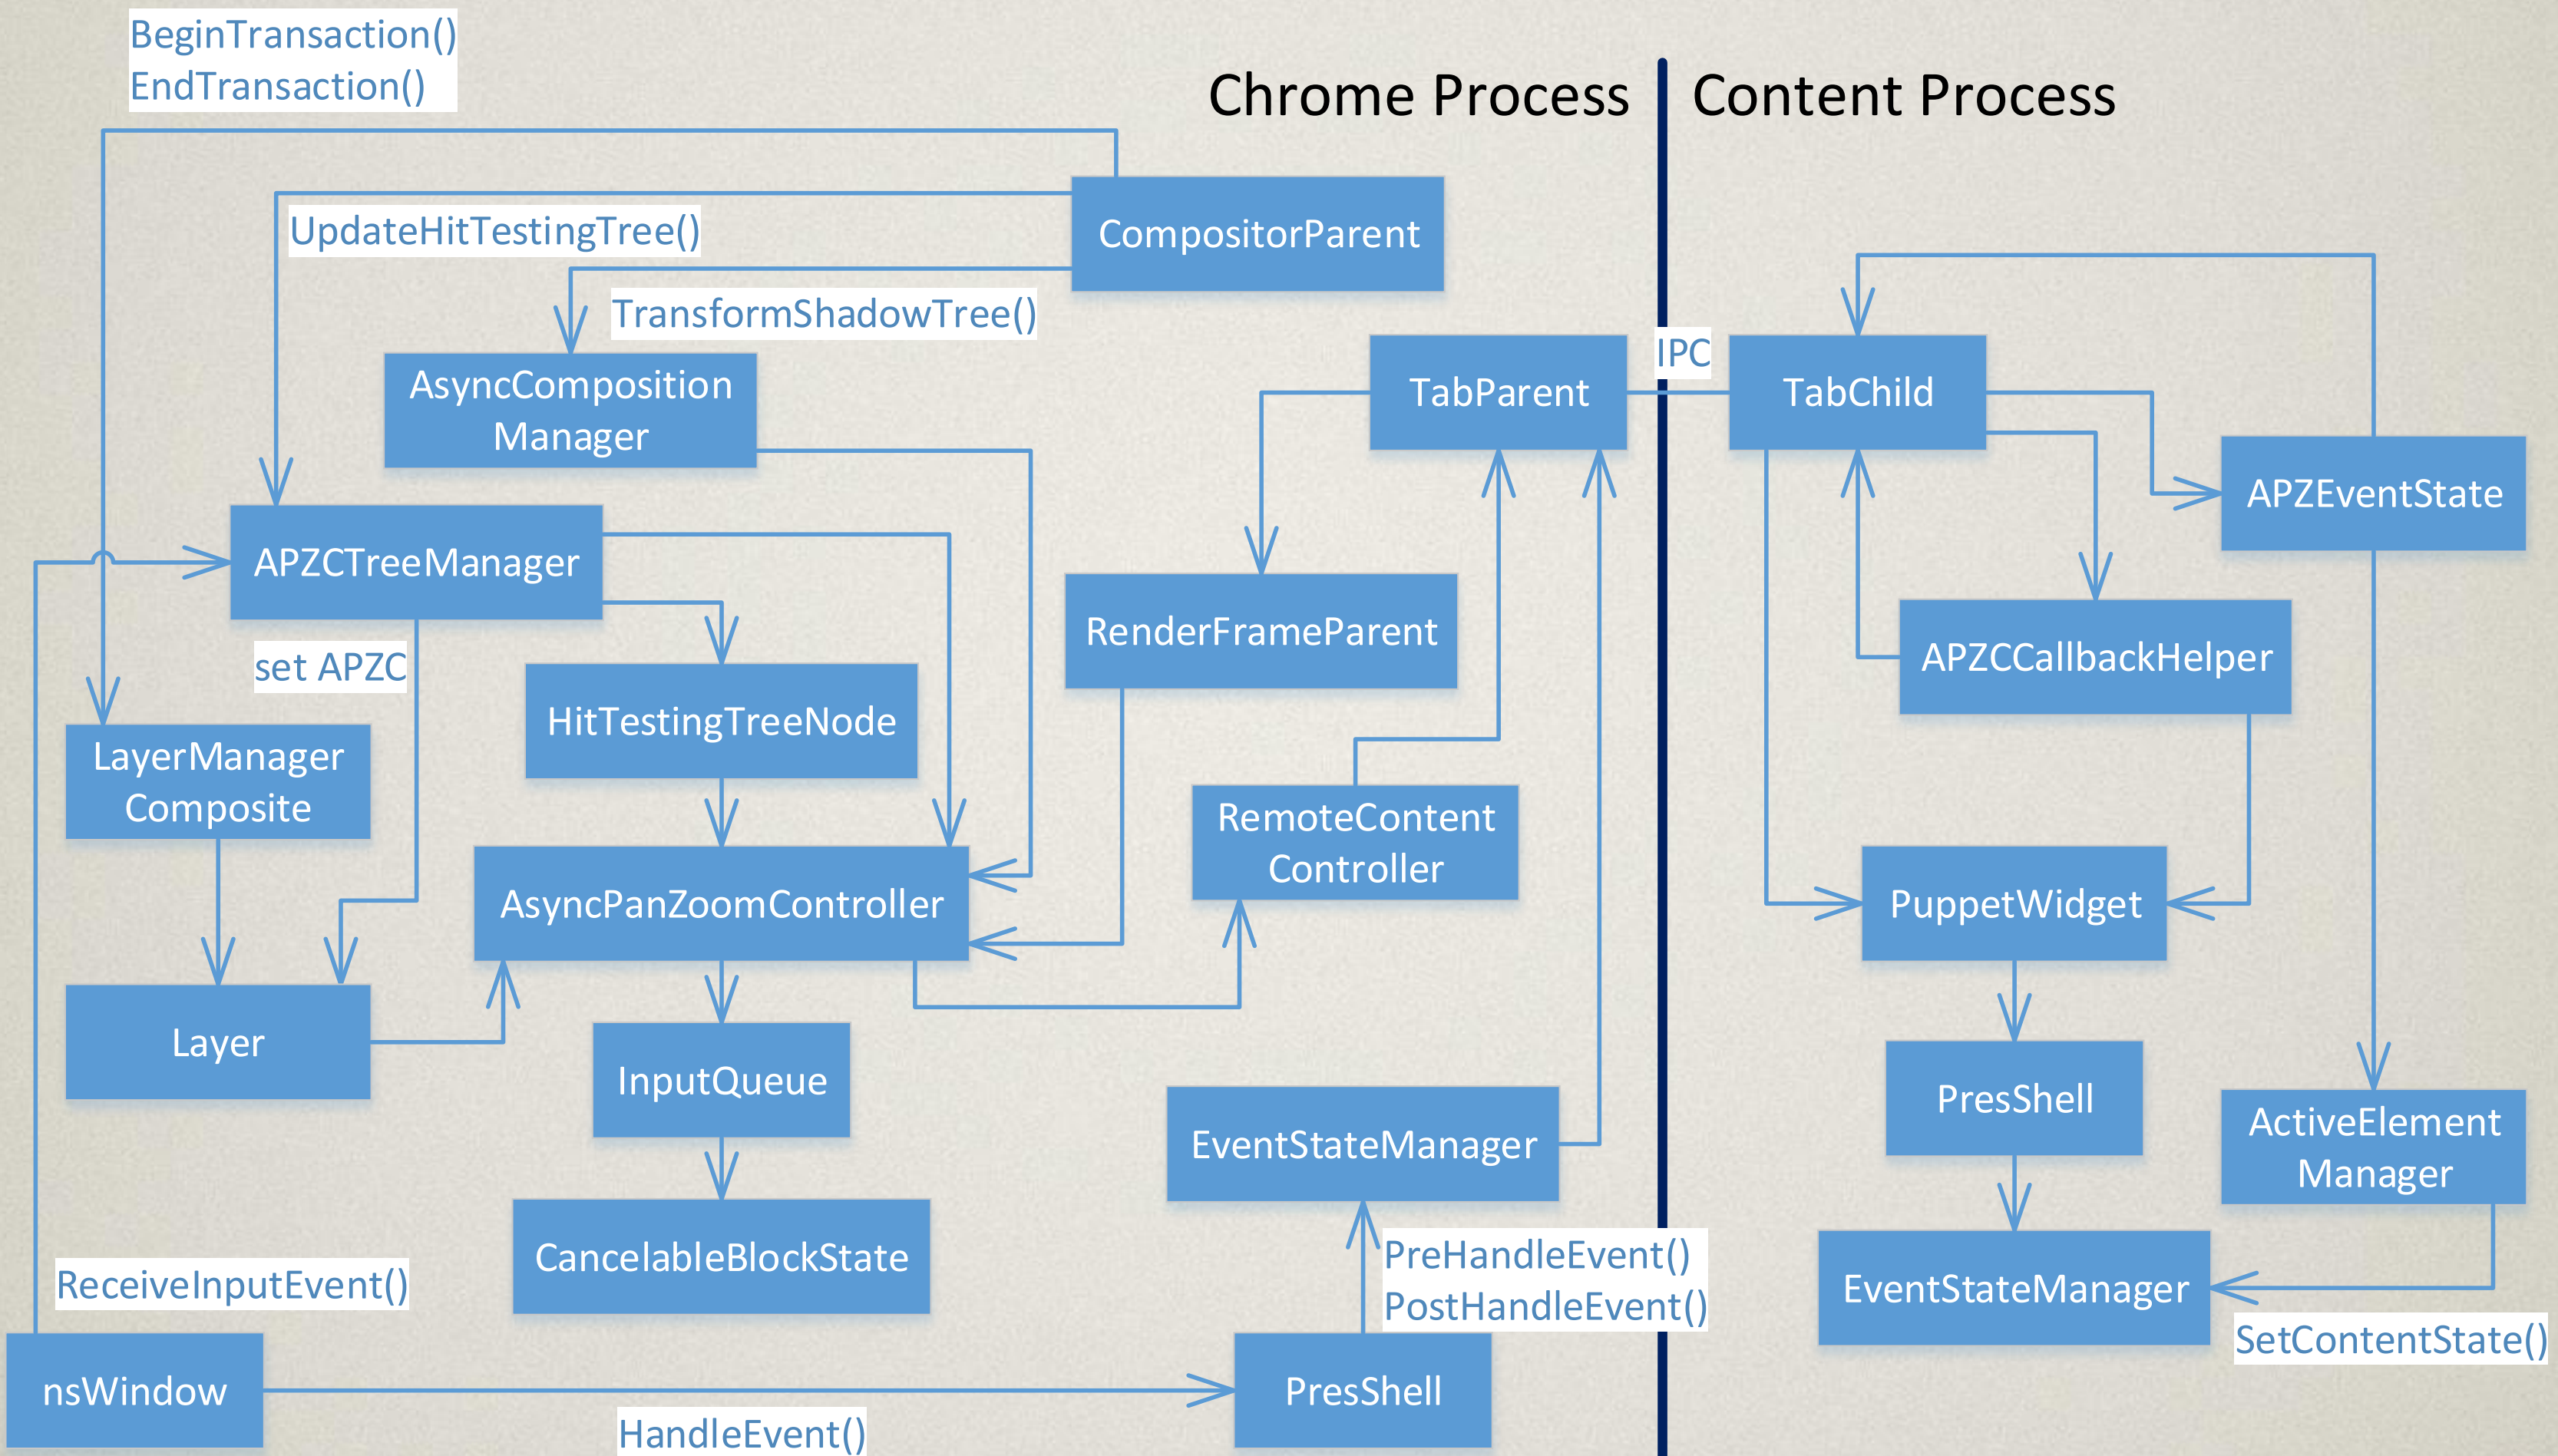 BeginTransaction()
EndTransaction()
Chrome Process
Content Process
CompositorParent
UpdateHitTestingTree()
TransformShadowTree()
AsyncComposition
Manager
TabParent
IPC
TabChild
APZEventState
APZCTreeManager
RenderFrameParent
APZCCallbackHelper
set APZC
HitTestingTreeNode
LayerManager
Composite
RemoteContent
Controller
AsyncPanZoomController
PuppetWidget
Layer
InputQueue
PresShell
EventStateManager
ActiveElement
Manager
CancelableBlockState
PreHandleEvent()
PostHandleEvent()
EventStateManager
ReceiveInputEvent()
SetContentState()
nsWindow
HandleEvent()
PresShell